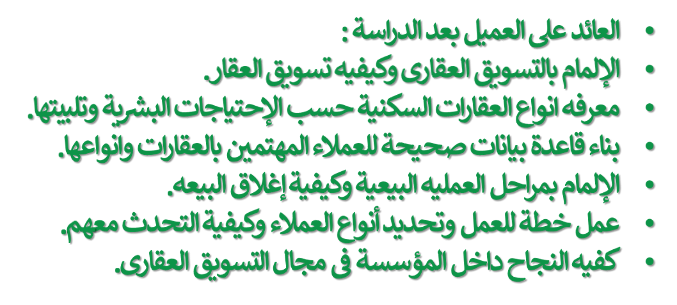 • العائد على العميل بعد الدراسة :
• الإلمام بالتسويق العقارى وكيفيه تسويق العقار.
• معرفه انواع العقارات السكنية حسب الإحتياجات البشرية وتلبيتها.
• بناء قاعدة بيانات صحيحة للعملاء المهتمين بالعقارات وانواعها.
• الإلمام بمراحل العمليه البيعية وكيفية إغلاق البيعه.
• عمل خطة للعمل وتحديد أنواع العملاء وكيفية التحدث معهم.
• كفيه النجاح داخل المؤسسة فى مجال التسويق العقارى.